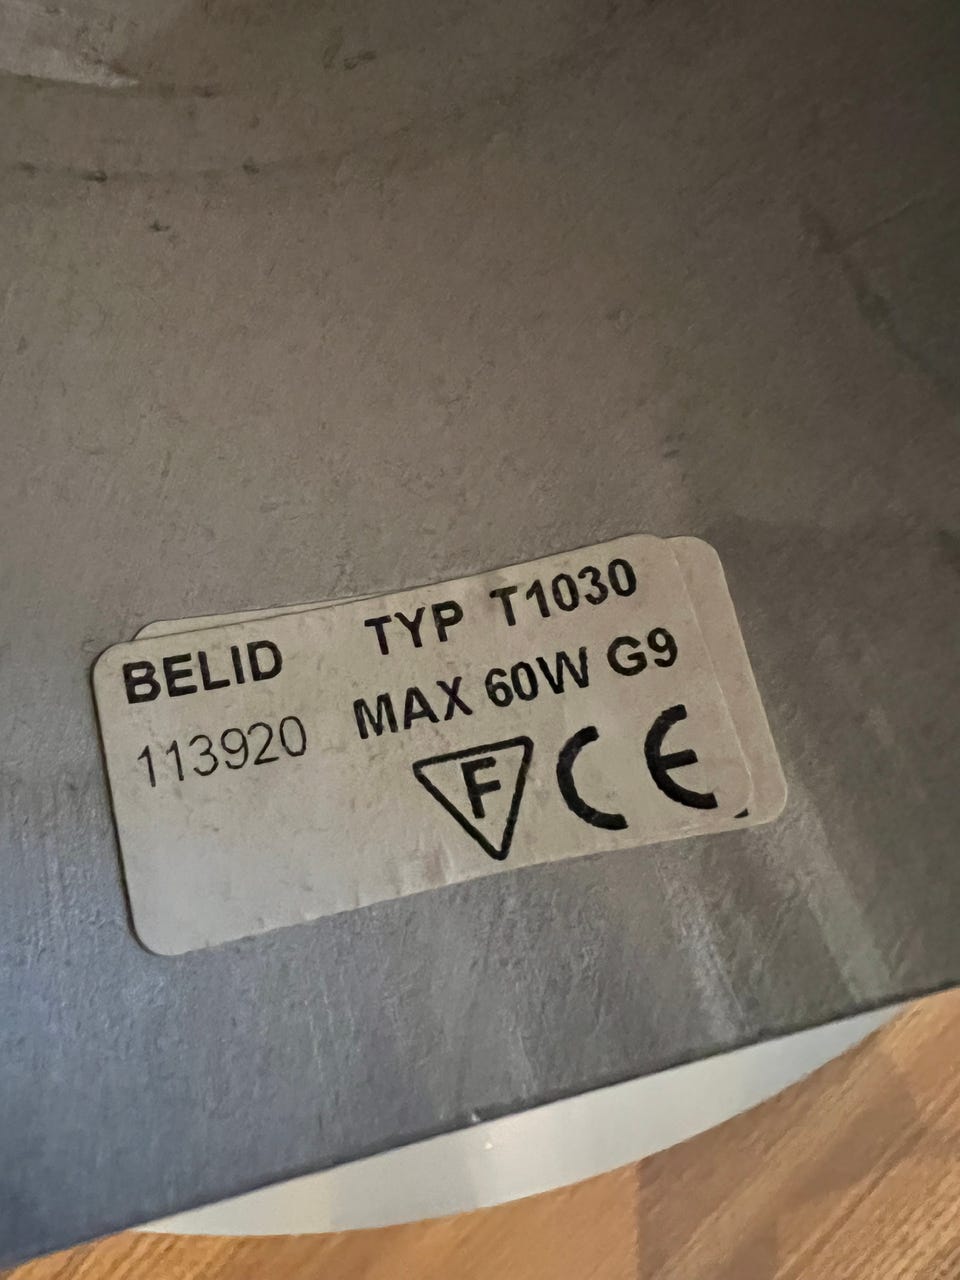 BELID TYP T1030
113920 MAX 60W G9
F CE